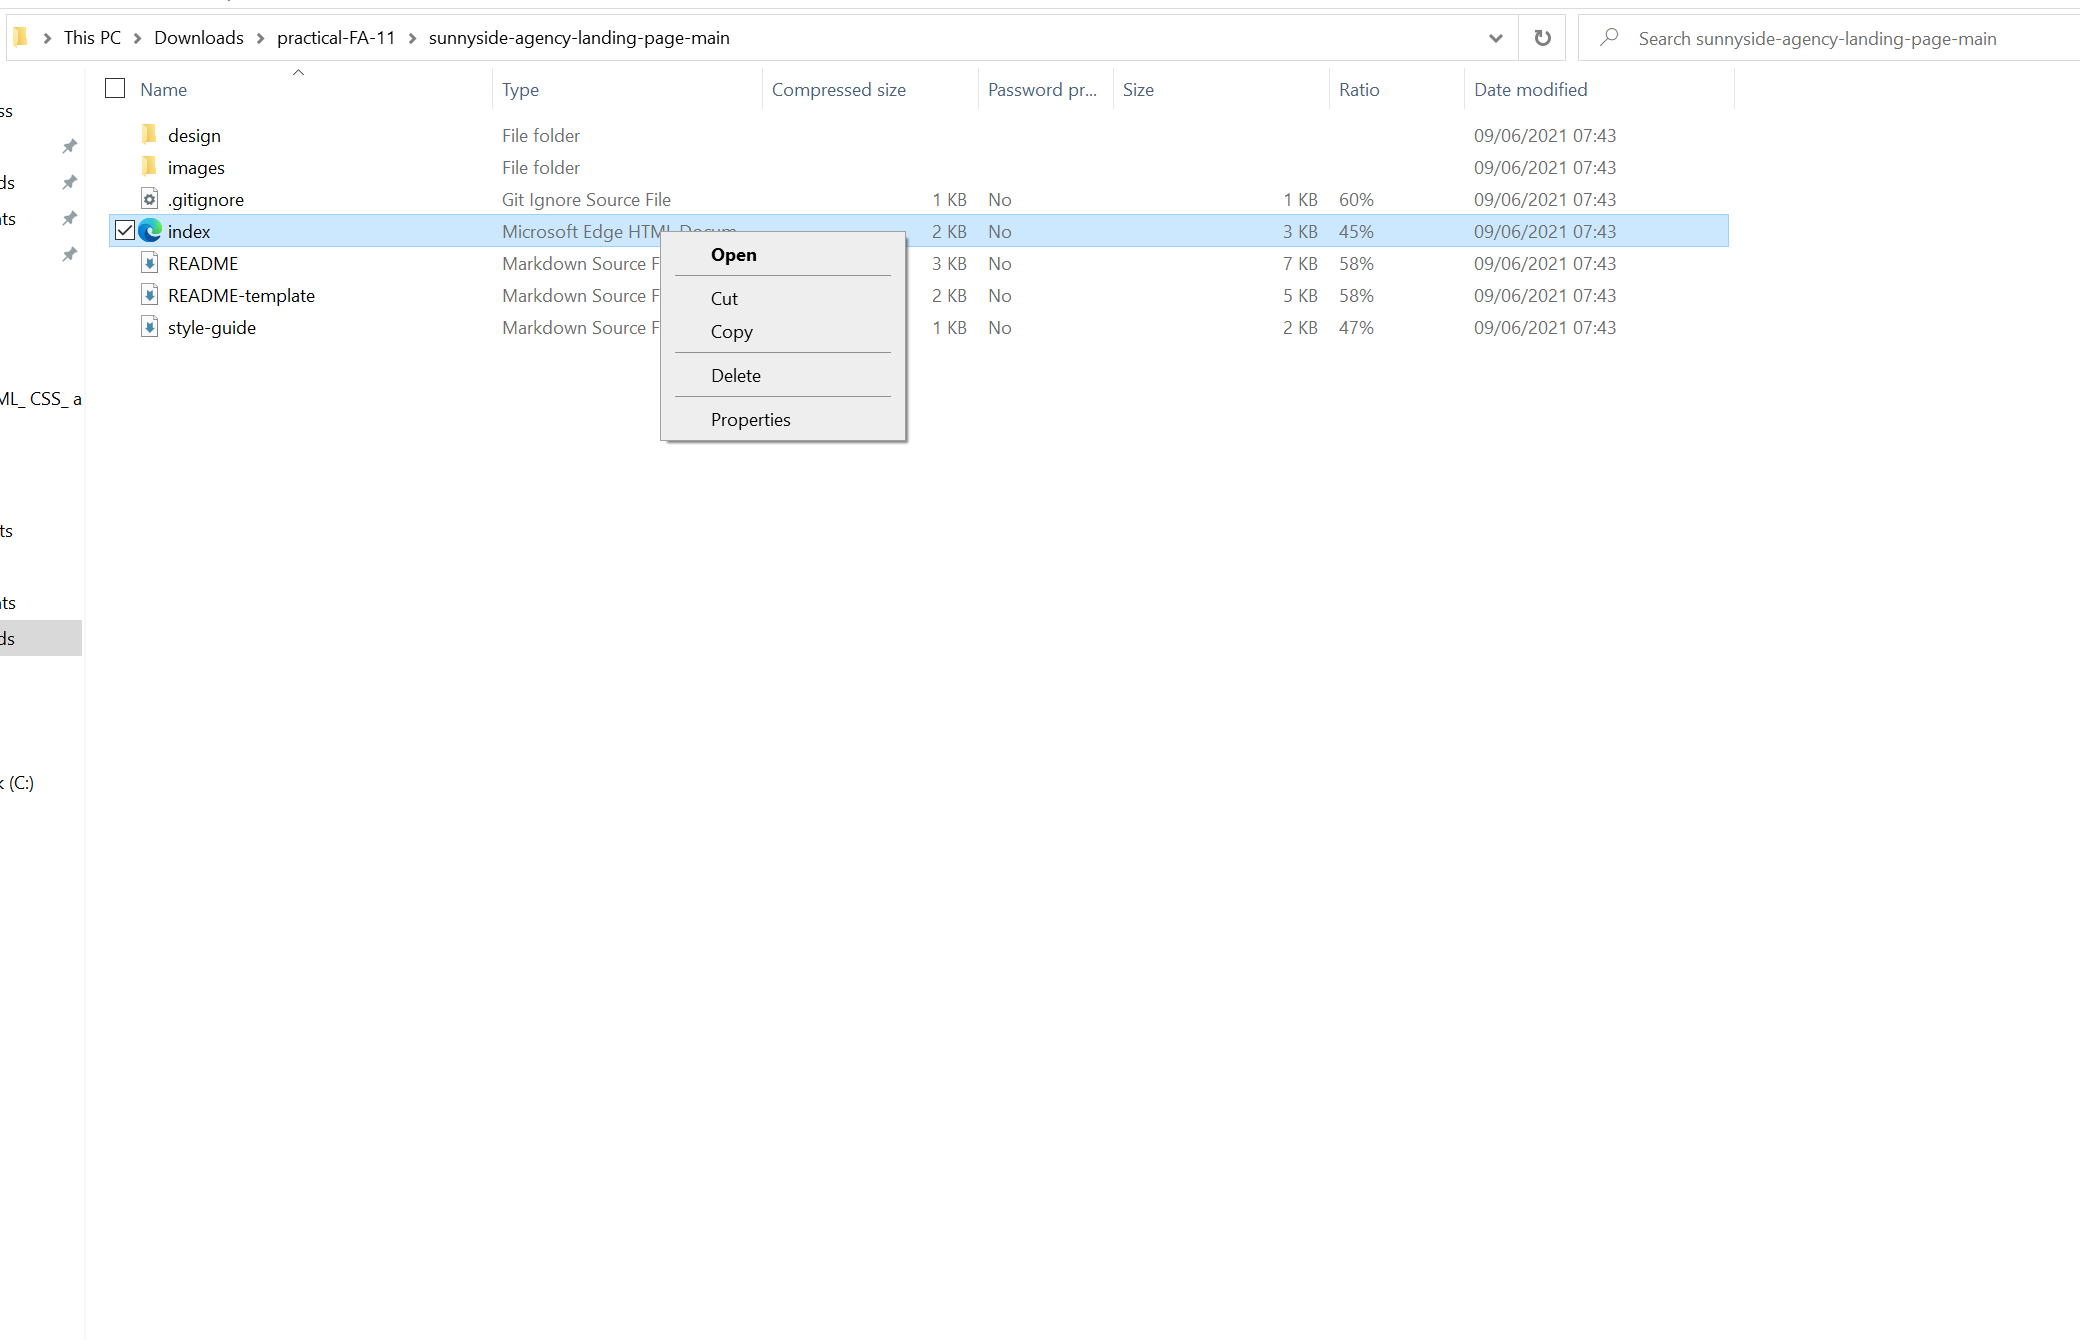 This PC > Downloads > practical-FA-11 > sunnyside-agency-landing-page-main
Search sunnyside-agency-landing-page-main
Name Type Compressed size Password pr... Size Ratio Date modified
ss
ds
nts
ML_ CSS_ a
ts
nts
ds
k (C:)
design File folder 09/06/2021 07:43
images File folder 09/06/2021 07:43
.gitignore Git Ignore Source File 1 KB No 1 KB 60% 09/06/2021 07:43
index Microsoft Edge HTML Docum... 2 KB No 3 KB 45% 09/06/2021 07:43
README Markdown Source F 3 KB No 7 KB 58% 09/06/2021 07:43
README-template Markdown Source F 2 KB No 5 KB 58% 09/06/2021 07:43
style-guide Markdown Source F 1 KB No 2 KB 47% 09/06/2021 07:43
Open
Cut
Copy
Delete
Properties